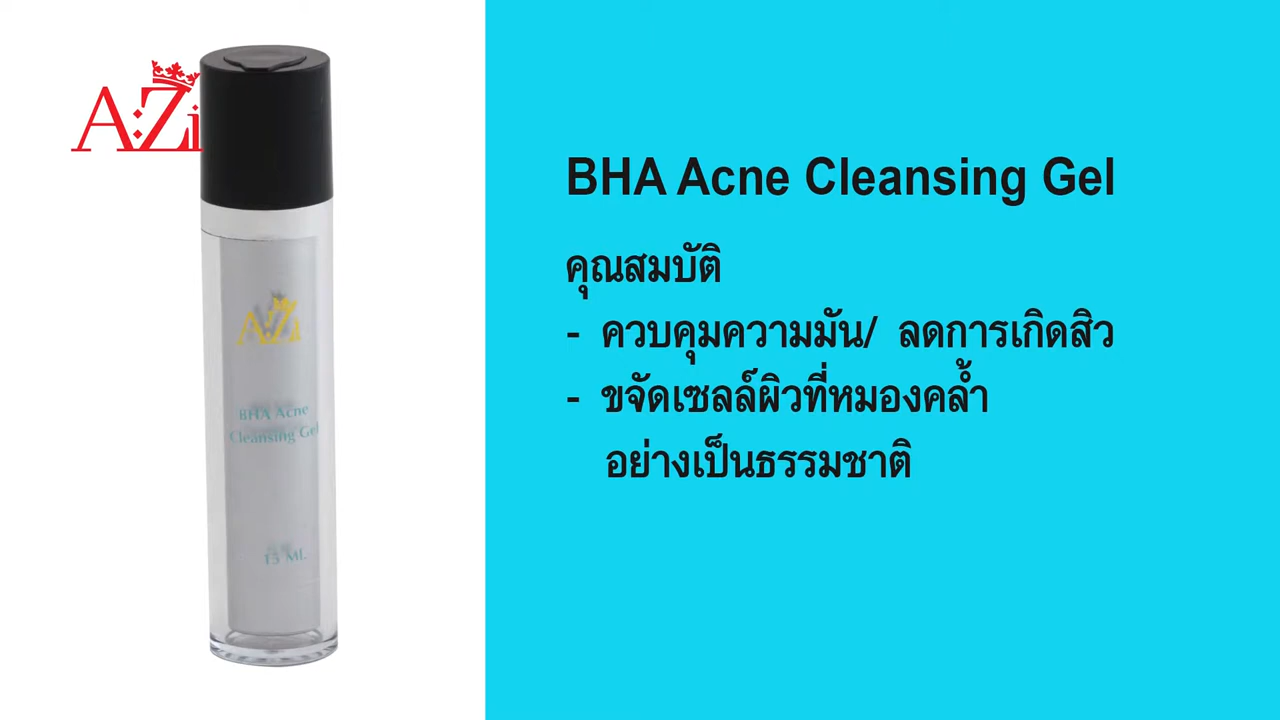 A:Zi
BHA Acne Cleansing Gel
คุณสมบัติ
- ควบคุมความมัน/ ลดการเกิดสิว
- ขจัดเซลล์ผิวที่หมองคล้ำ
อย่างเป็นธรรมชาติ
A:Zi
BHA Acne
Cleansing Gel
15 ML